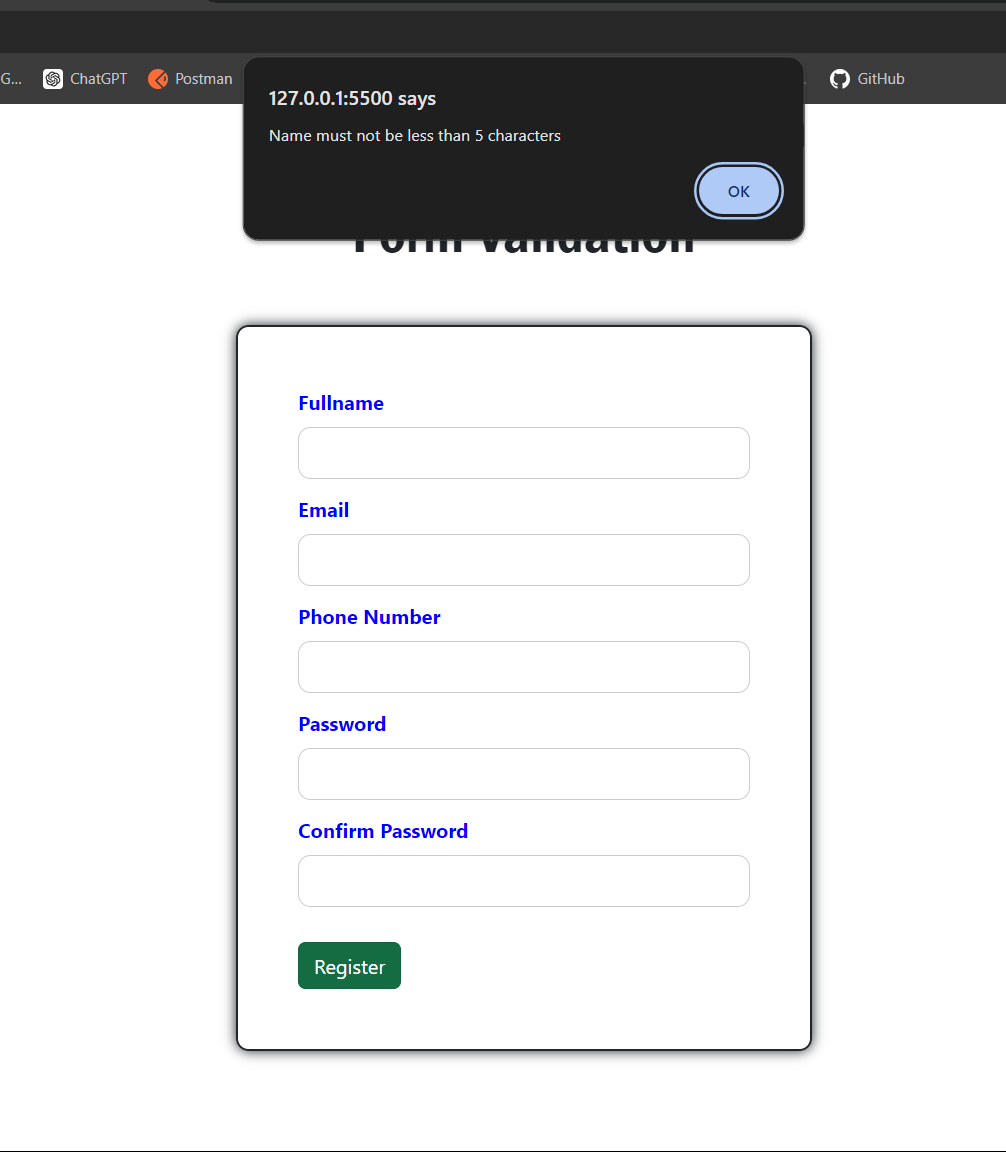 G... ChatGPT Postman GitHub
127.0.0.1:5500 says
Name must not be less than 5 characters
OK
Form Validation
Fullname
Email
Phone Number
Password
Confirm Password
Register